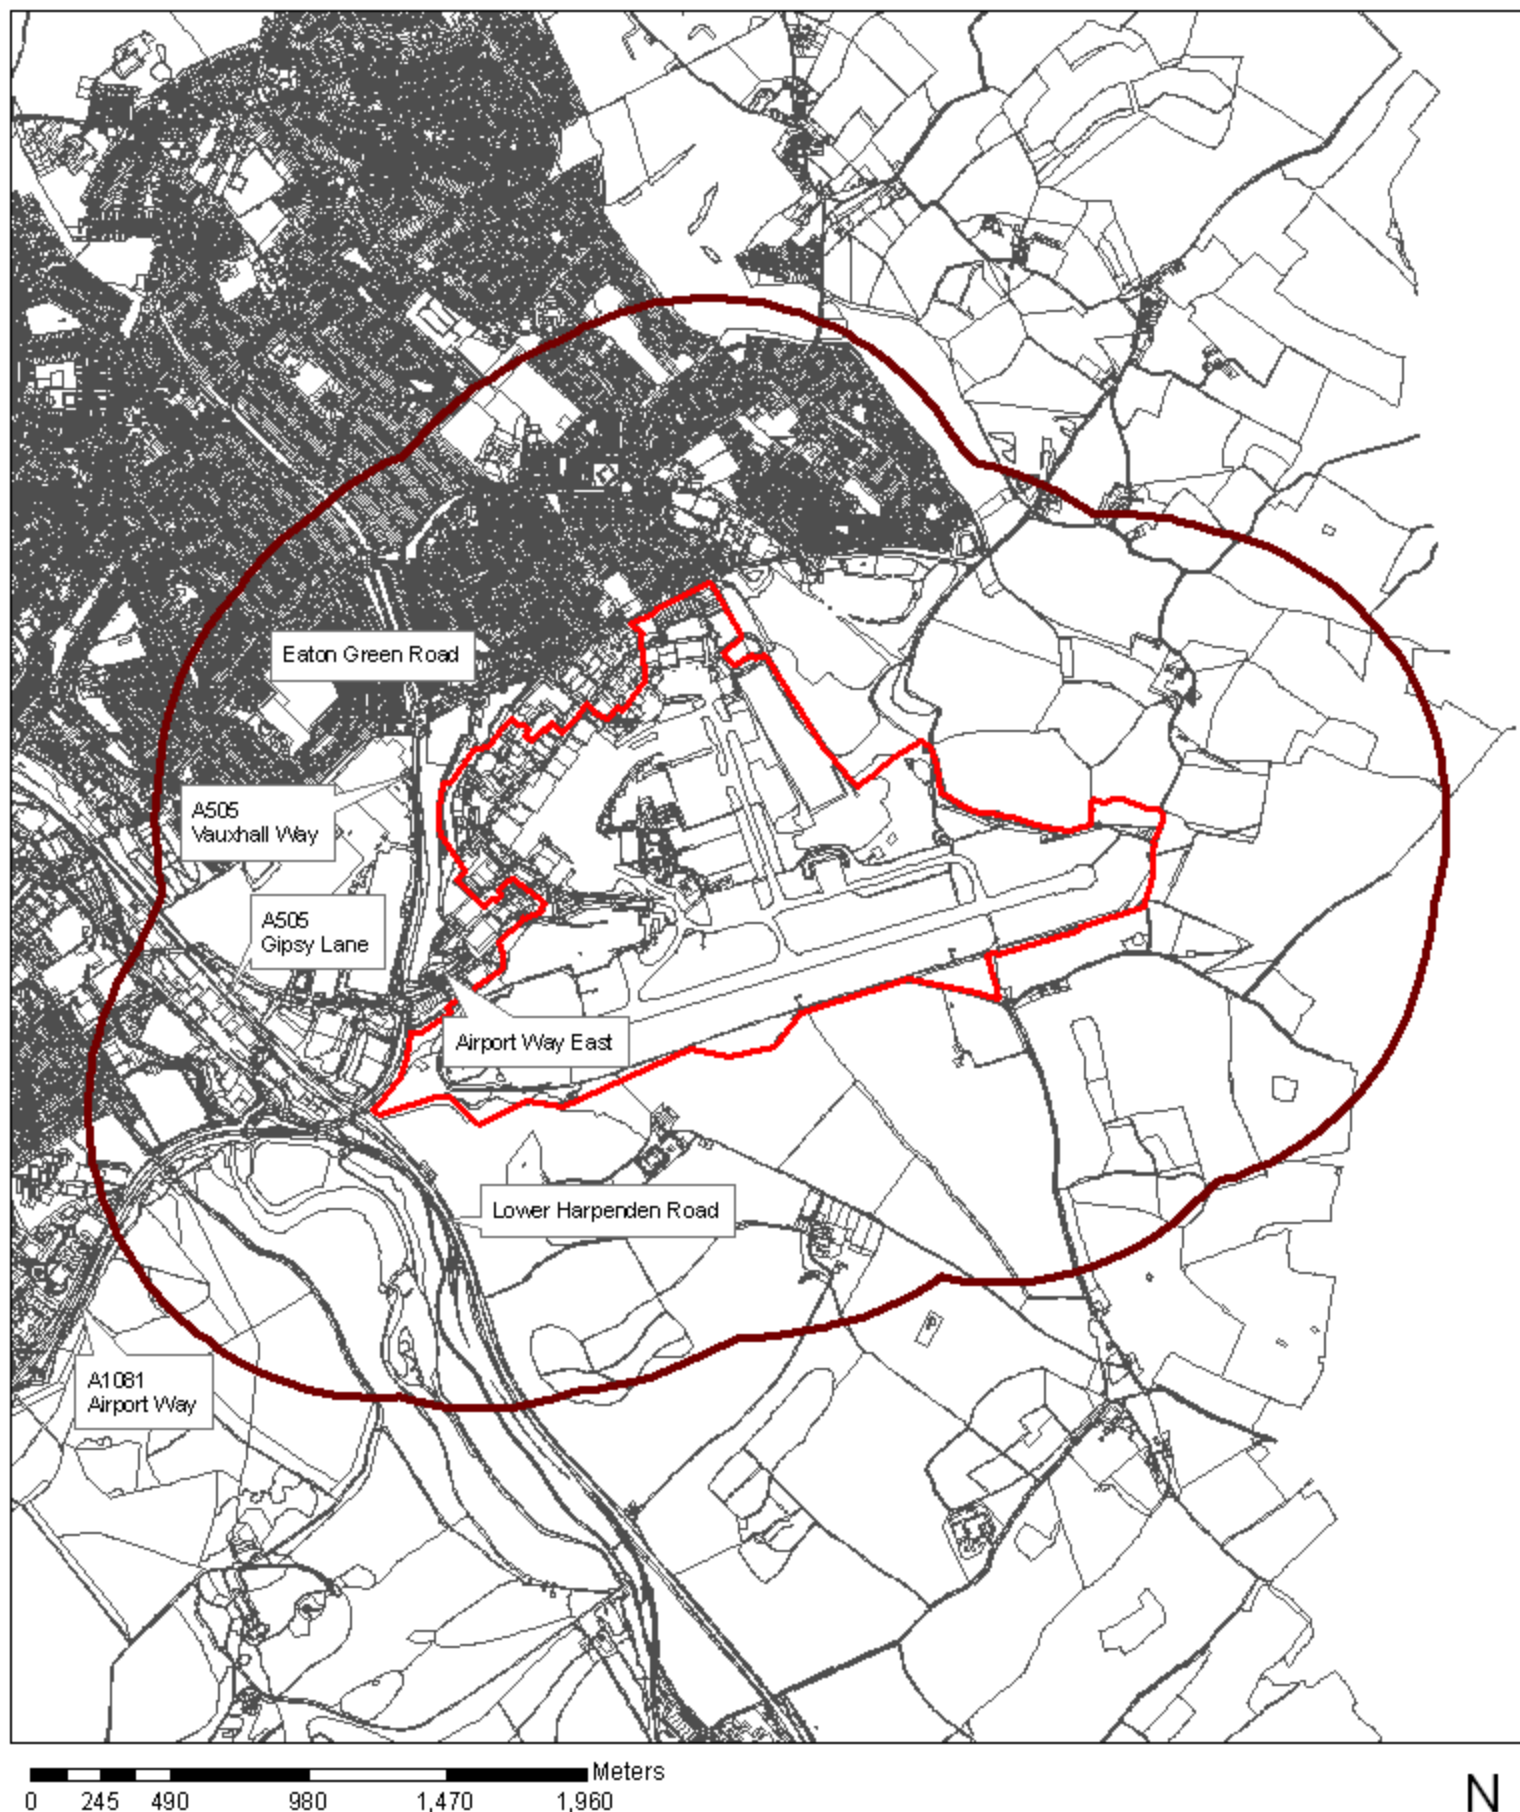 Eaton Green Road
A505
Vauxhall Way
A505
Gipsy Lane
Airport Way East
Lower Harpenden Road
A1081
Airport Way
Meters
0 245 490 980 1,470 1,960
N